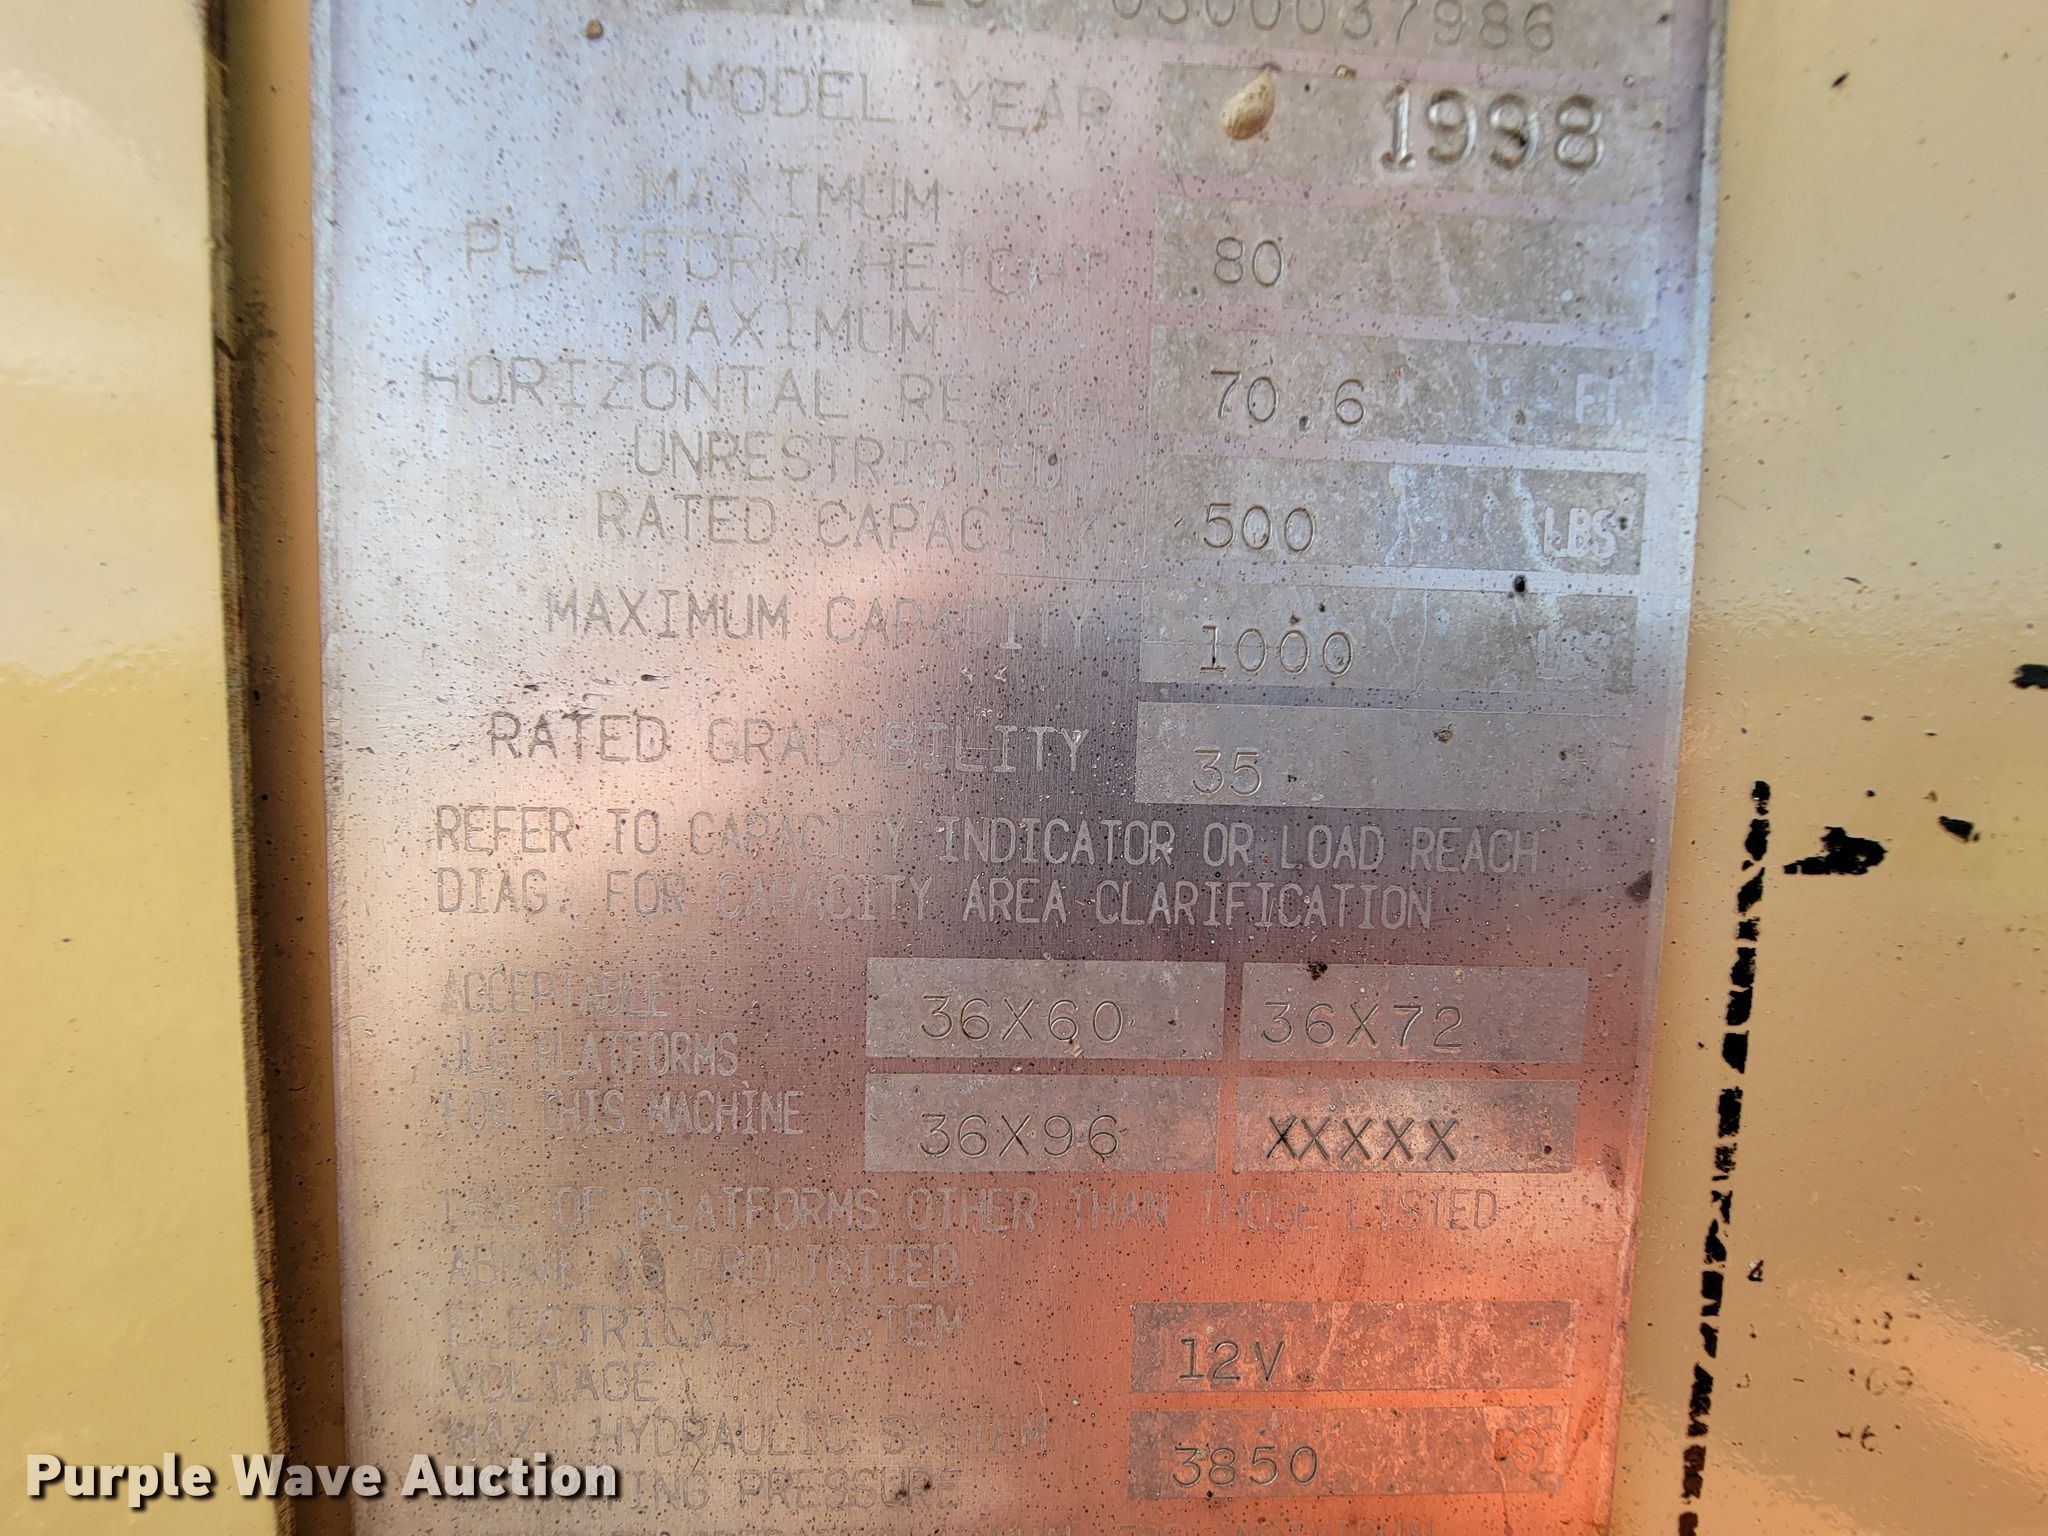 0300037986
MODEL YEAR 1998
MAXIMUM
PLATFORM HEIGHT 80
MAXIMUM
HORIZONTAL REACH 70.6 FT
UNRESTRICTED
RATED CAPACITY 500 LBS
MAXIMUM CAPACITY 1000 LBS
RATED GRADABILITY 35
REFER TO CAPACITY INDICATOR OR LOAD REACH
DIAG. FOR CAPACITY AREA CLARIFICATION
ACCEPTABLE 36X60 36X72
JLG PLATFORMS
FOR THIS MACHINE 36X96 XXXXX
USE OF PLATFORMS OTHER THAN THOSE LISTED
ABOVE IS PROHIBITED.
ELECTRICAL SYSTEM
VOLTAGE 12V
MAX. HYDRAULIC SYSTEM
PRESSURE 3850 PSI
Purple Wave Auction